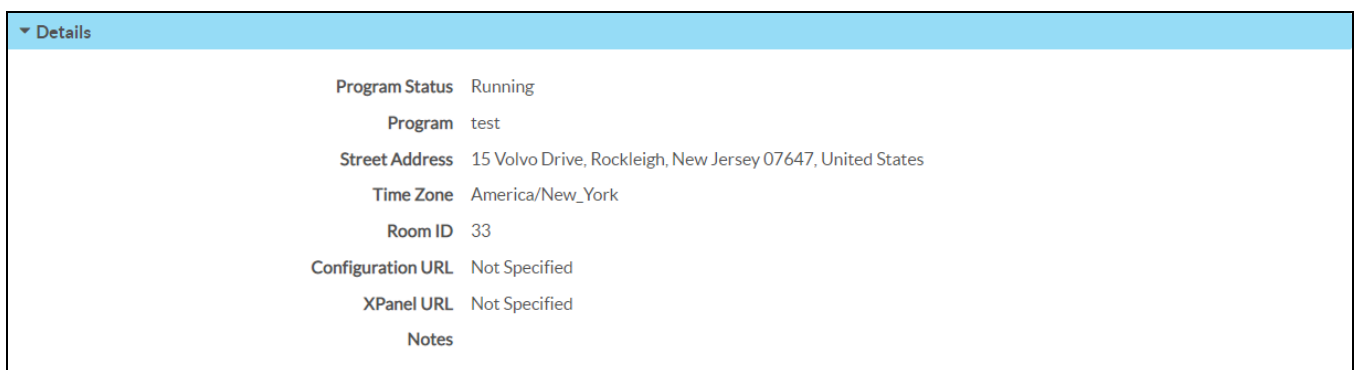 Details
Program Status Running
Program test
Street Address 15 Volvo Drive, Rockleigh, New Jersey 07647, United States
Time Zone America/New_York
Room ID 33
Configuration URL Not Specified
XPanel URL Not Specified
Notes